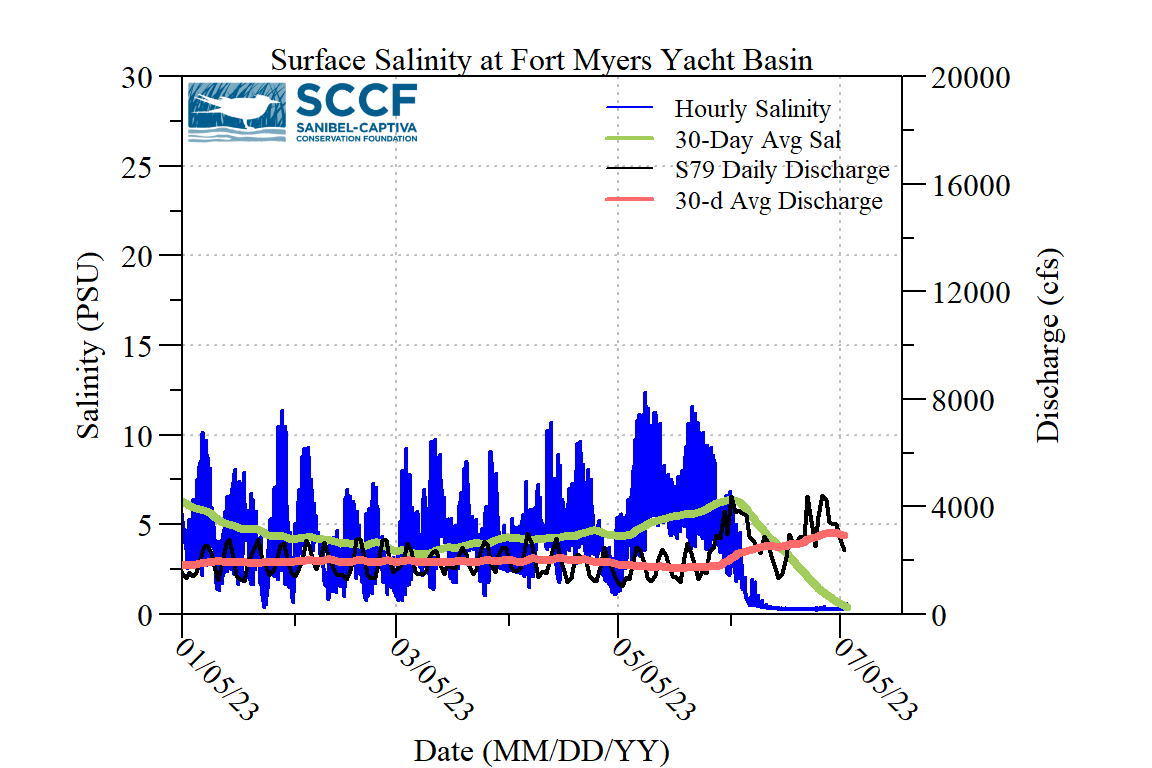 Surface Salinity at Fort Myers Yacht Basin
SCCF
SANIBEL-CAPTIVA
CONSERVATION FOUNDATION
Hourly Salinity
30-Day Avg Sal
S79 Daily Discharge
30-d Avg Discharge
30
25
20
15
10
5
0
Salinity (PSU)
20000
16000
12000
8000
4000
0
Discharge (cfs)
01/05/23
03/05/23
05/05/23
07/05/23
Date (MM/DD/YY)